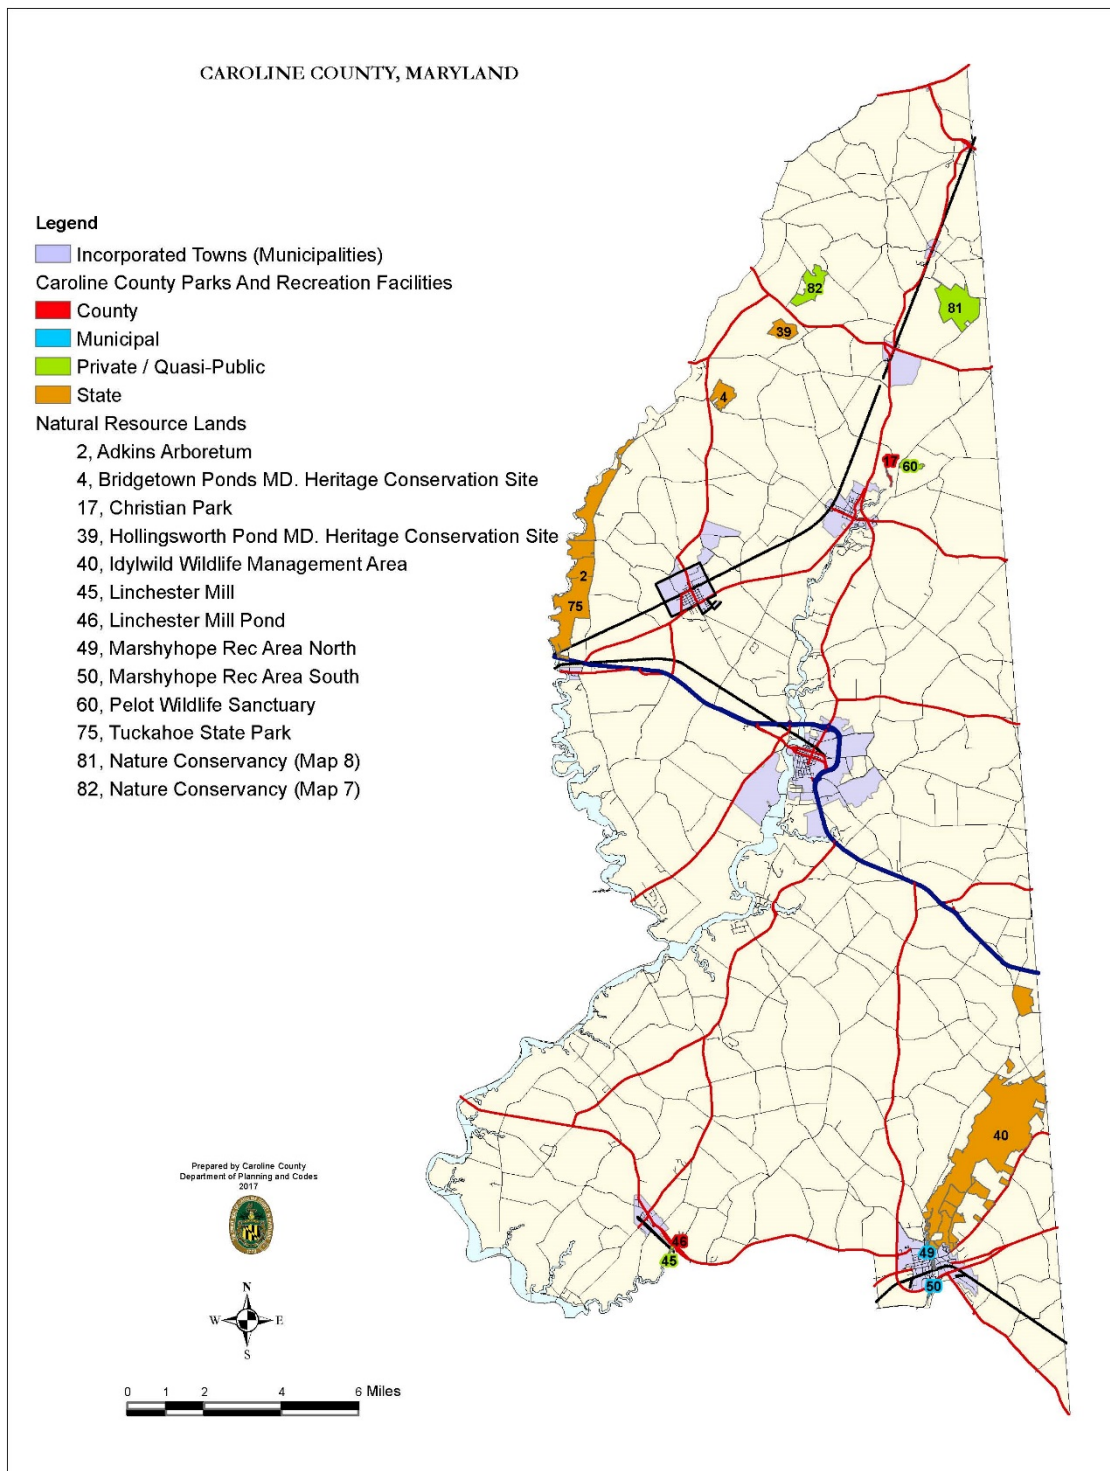 CAROLINE COUNTY, MARYLAND
Legend
Incorporated Towns (Municipalities)
Caroline County Parks And Recreation Facilities
County
Municipal
Private / Quasi-Public
State
Natural Resource Lands
2, Adkins Arboretum
4, Bridgetown Ponds MD. Heritage Conservation Site
17, Christian Park
39, Hollingsworth Pond MD. Heritage Conservation Site
40, Idylwild Wildlife Management Area
45, Linchester Mill
46, Linchester Mill Pond
49, Marshyhope Rec Area North
50, Marshyhope Rec Area South
60, Pelot Wildlife Sanctuary
75, Tuckahoe State Park
81, Nature Conservancy (Map 8)
82, Nature Conservancy (Map 7)
82
81
39
4
17
60
2
75
40
46
45
49
50
Prepared by Caroline County
Department of Planning and Codes
2017
N
W E
S
0 1 2 4 6 Miles